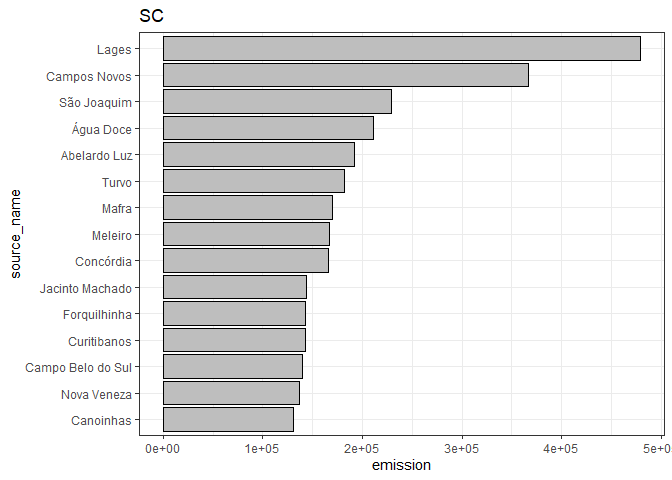 SC
Lages
Campos Novos
São Joaquim
Água Doce
Abelardo Luz
Turvo
Mafra
Meleiro
Concórdia
Jacinto Machado
Forquilhinha
Curitibanos
Campo Belo do Sul
Nova Veneza
Canoinhas
source_name
0e+00 1e+05 2e+05 3e+05 4e+05 5e+0
emission